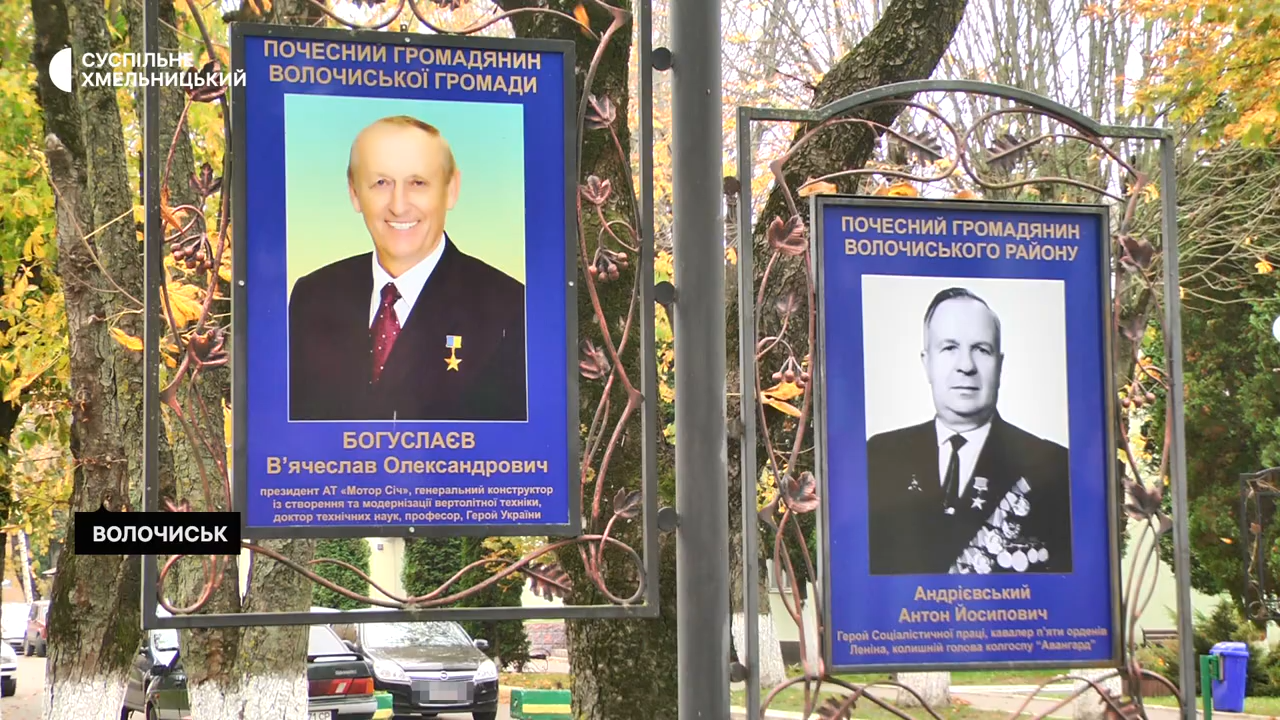 СУСПІЛЬНЕ
ХМЕЛЬНИЦЬКИЙ
ПОЧЕСНИЙ ГРОМАДЯНИН
ВОЛОЧИСЬКОЇ ГРОМАДИ
БОГУСЛАЄВ
В’ячеслав Олександрович
президент АТ «Мотор Січ», генеральний конструктор
із створення та модернізації вертолітної техніки,
доктор технічних наук, професор, Герой України
ВОЛОЧИСЬК
ПОЧЕСНИЙ ГРОМАДЯНИН
ВОЛОЧИСЬКОГО РАЙОНУ
Андрієвський
Антон Йосипович
Герой Соціалістичної праці, кавалер п’яти орденів
Леніна, колишній голова колгоспу “Авангард”